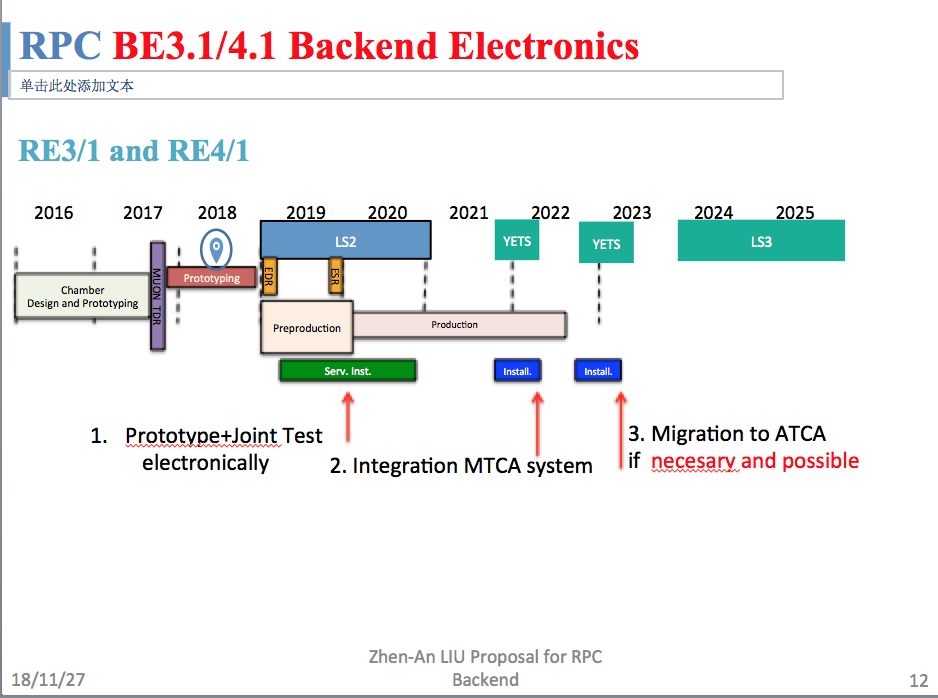 RPC BE3.1/4.1 Backend Electronics
单击此处添加文本
RE3/1 and RE4/1
2016 2017 2018 2019 2020 2021 2022 2023 2024 2025
LS2
YETS
YETS
LS3
EDR
ESR
MUON TDR
Prototyping
Chamber
Design and Prototyping
Preproduction
Production
Serv. Inst.
Install.
Install.
1. Prototype+Joint Test
electronically
2. Integration MTCA system
3. Migration to ATCA
if necesary and possible
18/11/27
Zhen-An LIU Proposal for RPC
Backend
12